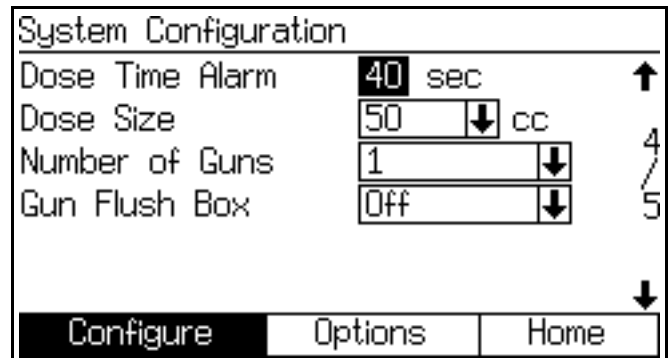 System Configuration
Dose Time Alarm 40 sec
Dose Size 50 cc
Number of Guns 1
Gun Flush Box Off
4/5
Configure Options Home